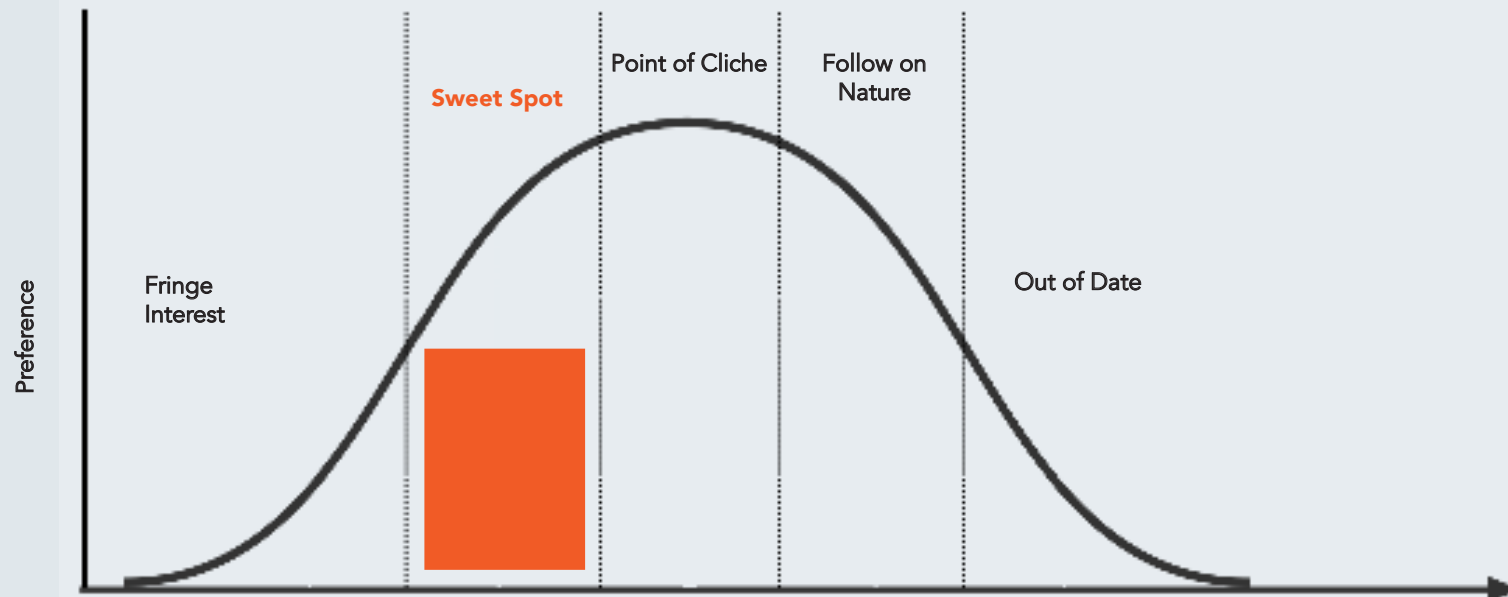 Point of Cliche
Follow on
Nature
Sweet Spot
Fringe
Interest
Out of Date
Preference